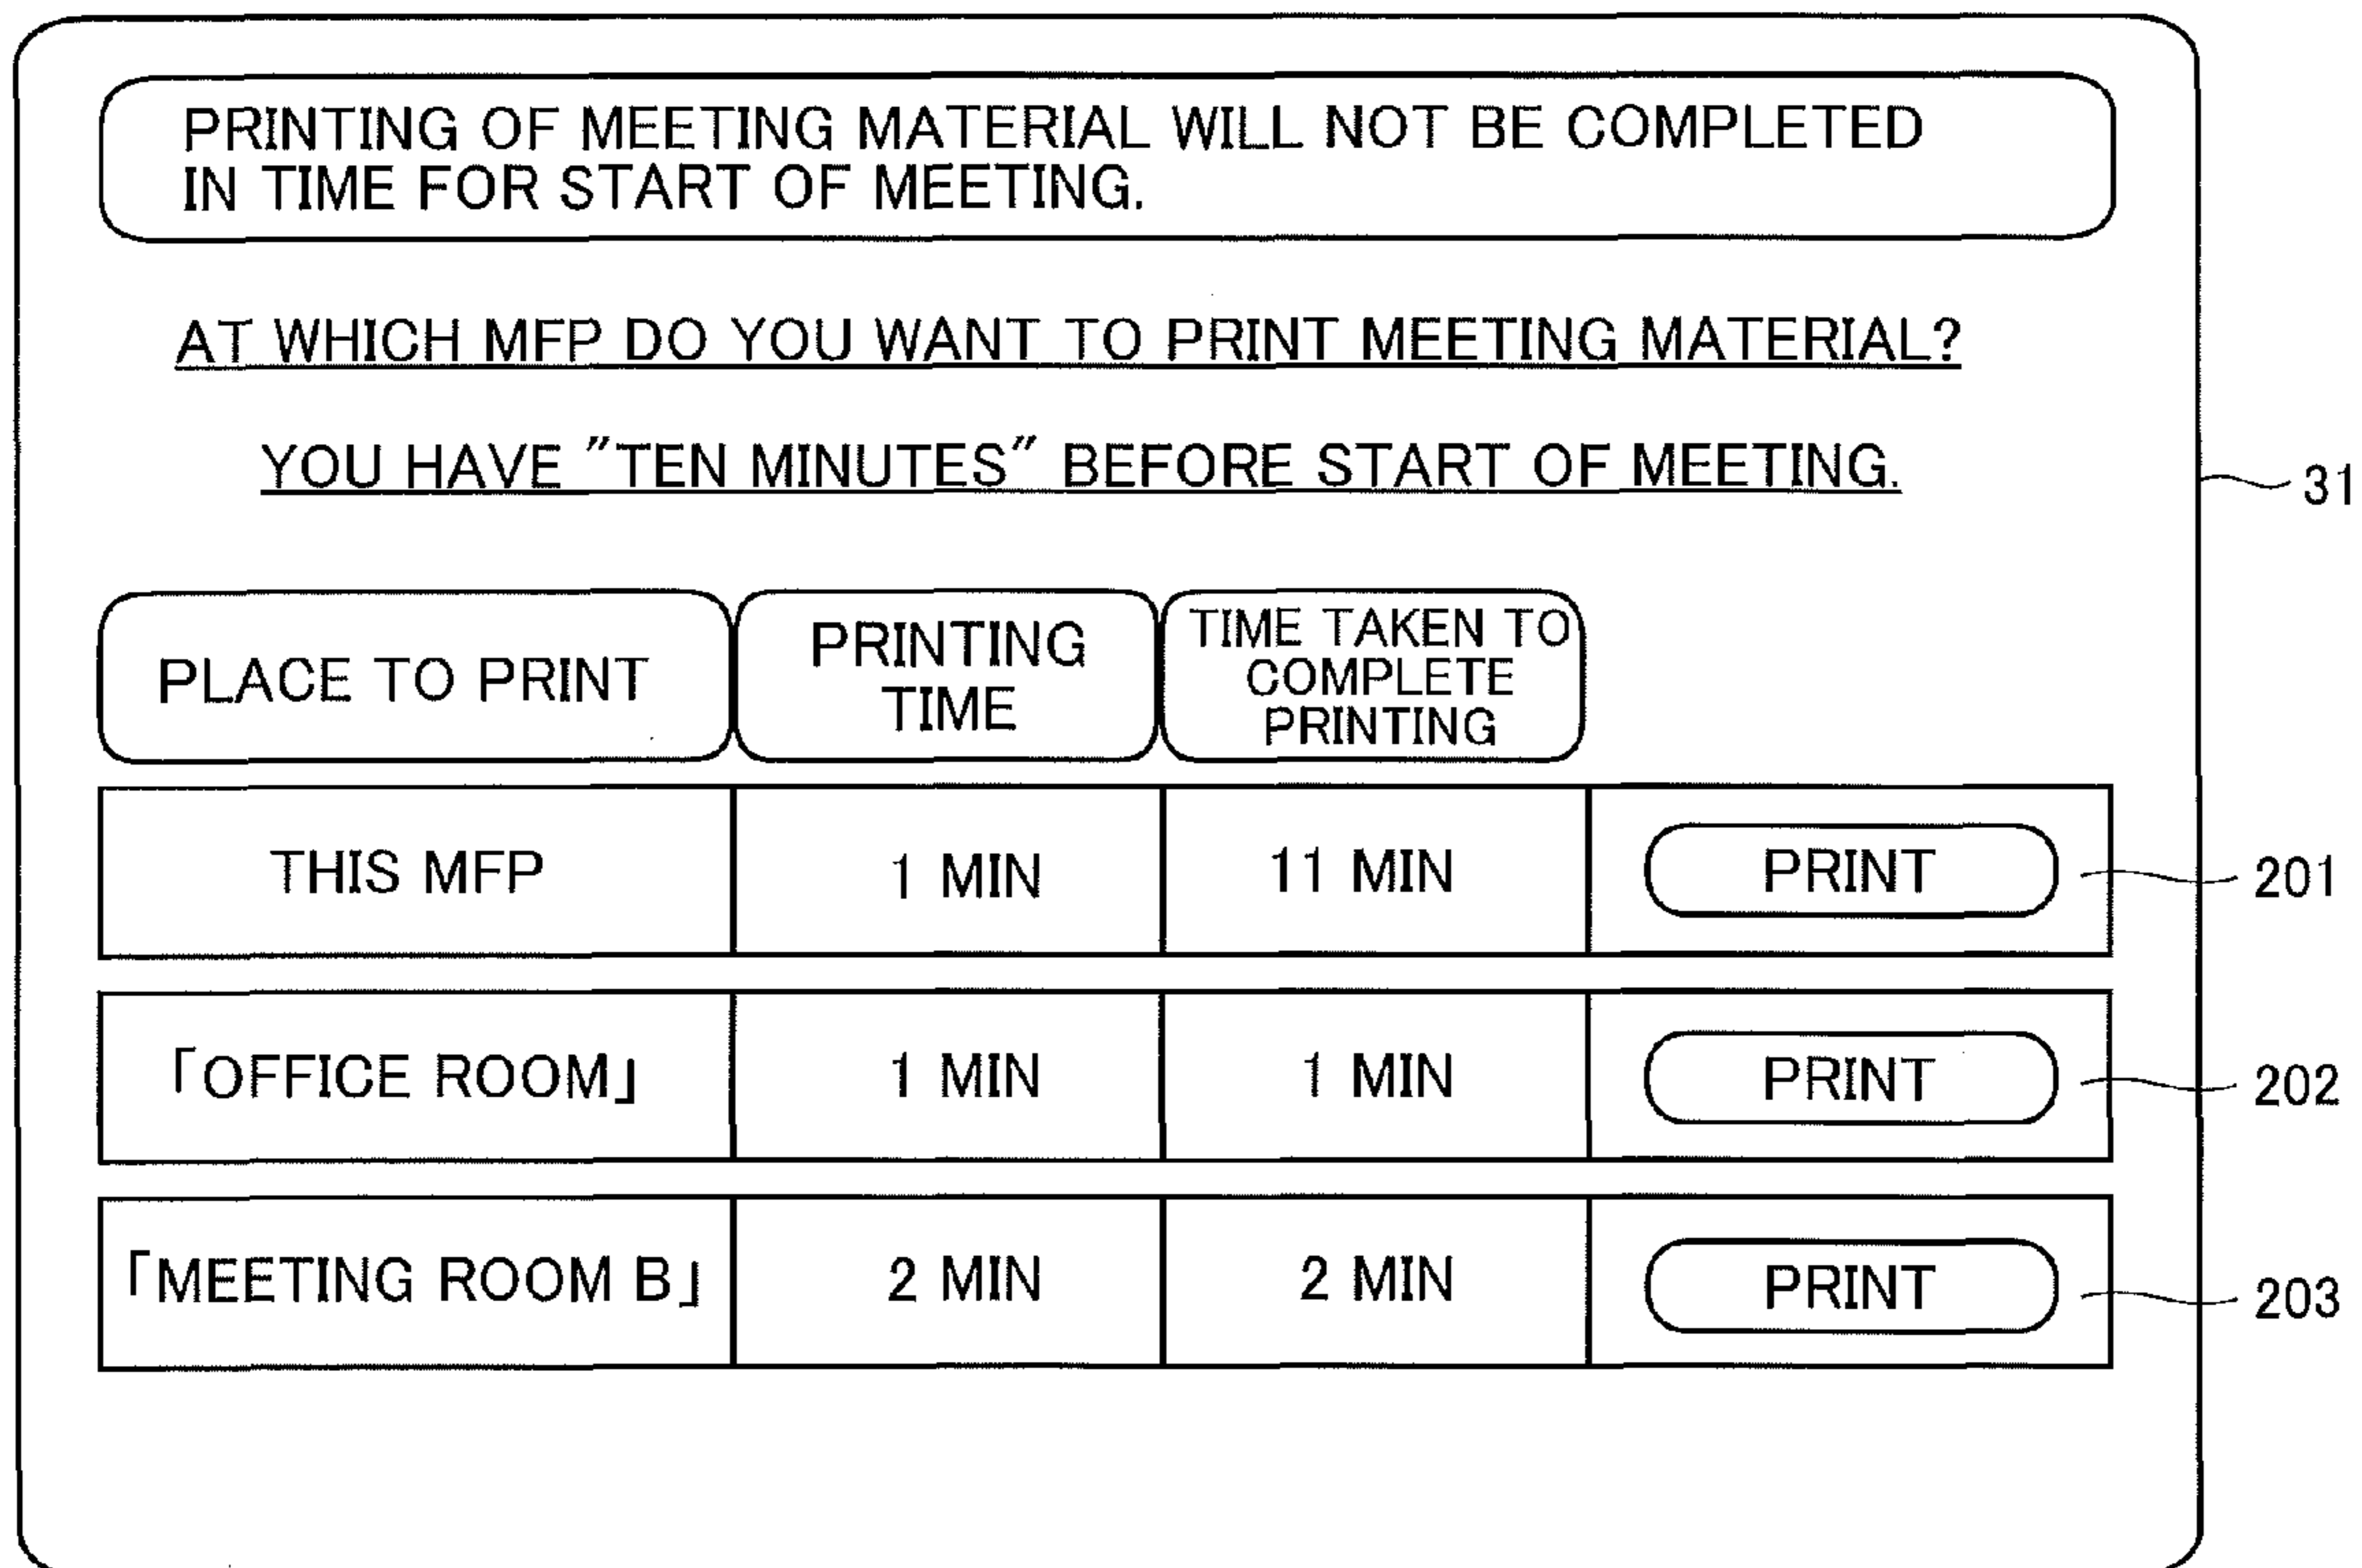 PRINTING OF MEETING MATERIAL WILL NOT BE COMPLETED
IN TIME FOR START OF MEETING.
AT WHICH MFP DO YOU WANT TO PRINT MEETING MATERIAL?
YOU HAVE "TEN MINUTES" BEFORE START OF MEETING.
31
PLACE TO PRINT
PRINTING
TIME
TIME TAKEN TO
COMPLETE
PRINTING
THIS MFP
1 MIN
11 MIN
PRINT
201
「OFFICE ROOM」
1 MIN
1 MIN
PRINT
202
「MEETING ROOM B」
2 MIN
2 MIN
PRINT
203